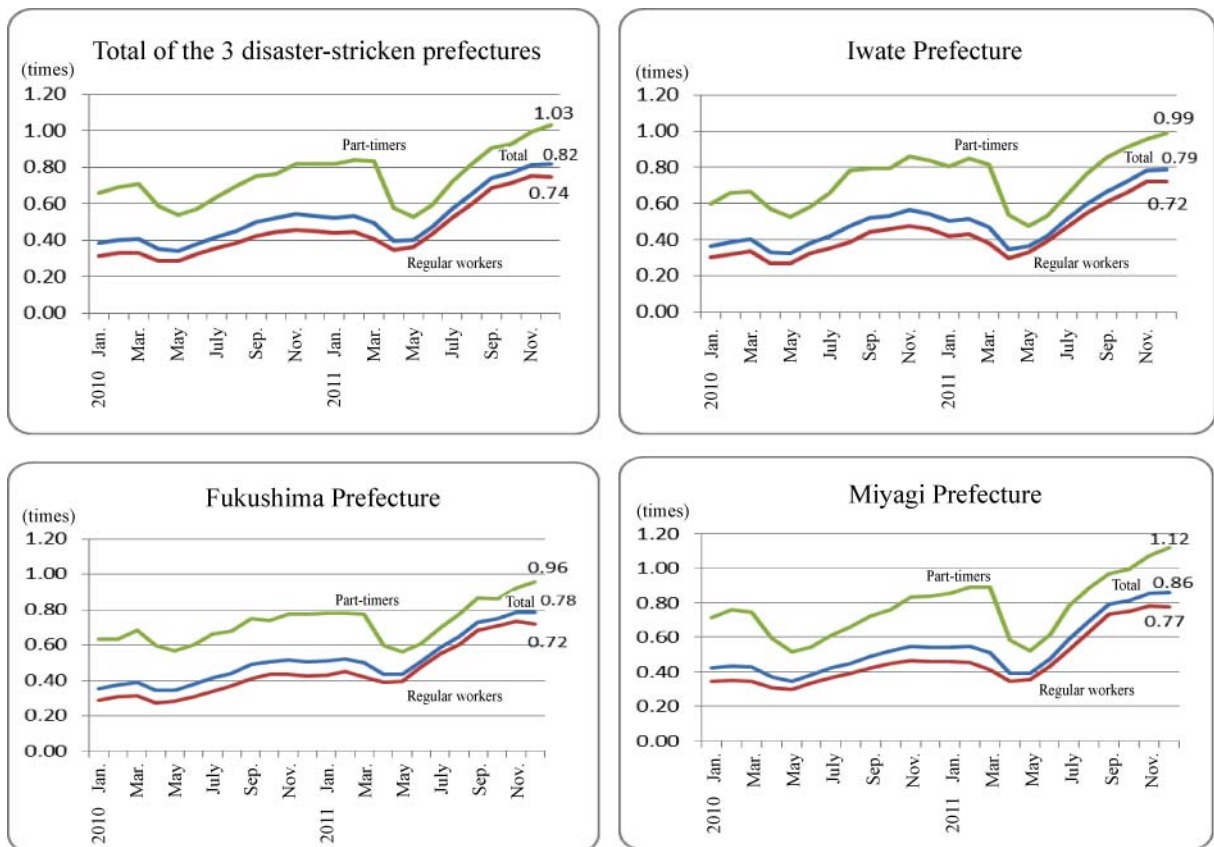 Total of the 3 disaster-stricken prefectures
(times)
1.20
1.00
0.80
0.60
0.40
0.20
0.00
1.03
Part-timers
Total 0.82
0.74
Regular workers
Jan. Mar. May July Sep. Nov. Jan. Mar. May July Sep. Nov.
2010 2011
Iwate Prefecture
(times)
1.20
1.00
0.80
0.60
0.40
0.20
0.00
0.99
Part-timers
Total 0.79
0.72
Regular workers
Jan. Mar. May July Sep. Nov. Jan. Mar. May July Sep. Nov.
2010 2011
Fukushima Prefecture
(times)
1.20
1.00
0.80
0.60
0.40
0.20
0.00
0.96
Part-timers
Total 0.78
0.72
Regular workers
Jan. Mar. May July Sep. Nov. Jan. Mar. May July Sep. Nov.
2010 2011
Miyagi Prefecture
(times)
1.20
1.00
0.80
0.60
0.40
0.20
0.00
1.12
Part-timers
Total 0.86
0.77
Regular workers
Jan. Mar. May July Sep. Nov. Jan. Mar. May July Sep. Nov.
2010 2011